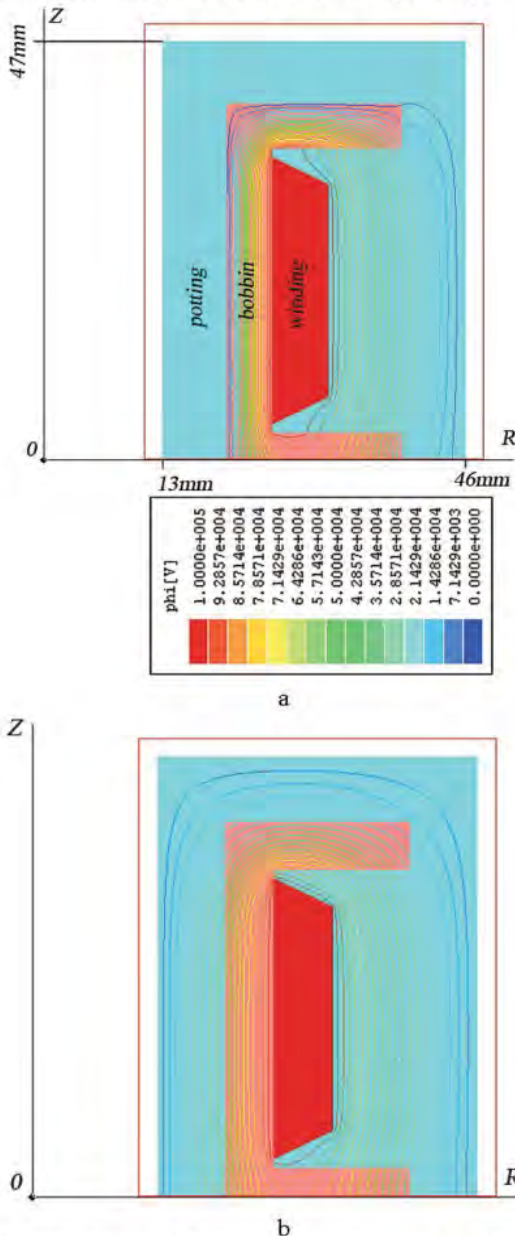 Z
47mm
potting
bobbin
winding
0
R
13mm
46mm
phi[V]
1.0000e+005
9.2857e+004
8.5714e+004
7.8571e+004
7.1429e+004
6.4286e+004
5.7143e+004
5.0000e+004
4.2857e+004
3.5714e+004
2.8571e+004
2.1429e+004
1.4286e+004
7.1429e+003
0.0000e+000
a
Z
0
R
b